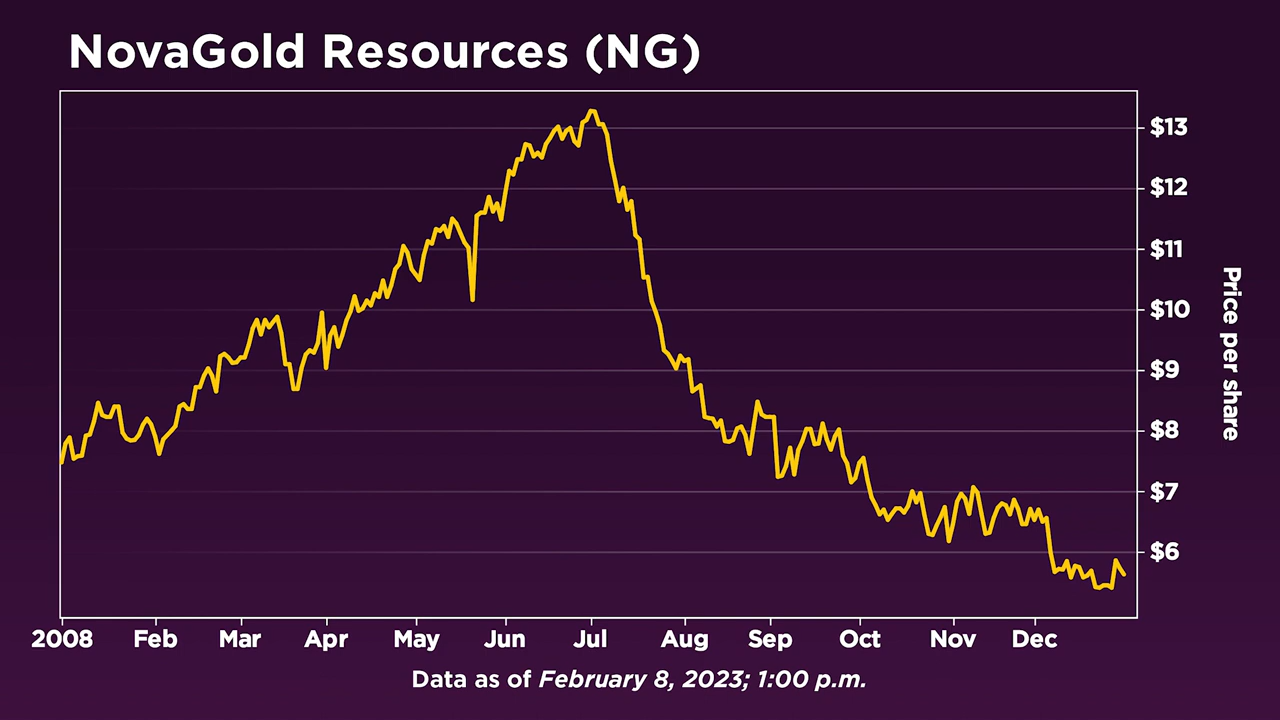 NovaGold Resources (NG)
$13
$12
$11
$10
$9
$8
$7
$6
Price per share
2008 Feb Mar Apr May Jun Jul Aug Sep Oct Nov Dec
Data as of February 8, 2023; 1:00 p.m.